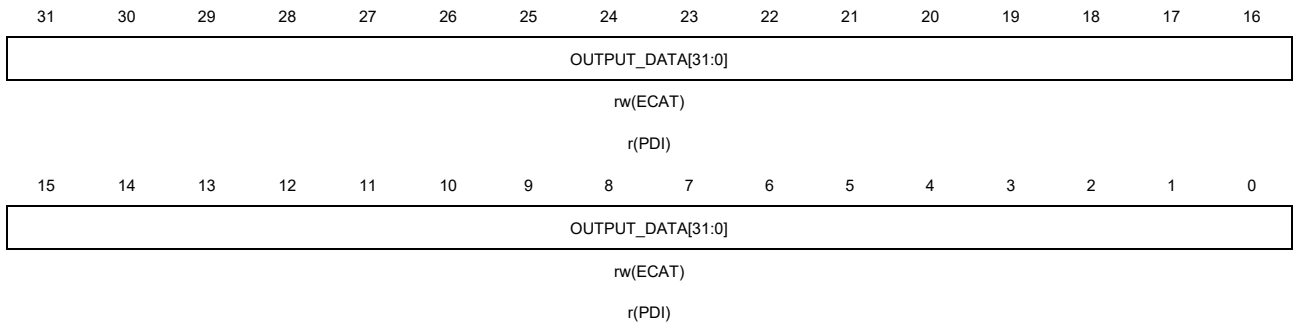 31 30 29 28 27 26 25 24 23 22 21 20 19 18 17 16
OUTPUT_DATA[31:0]
rw(ECAT)
r(PDI)
15 14 13 12 11 10 9 8 7 6 5 4 3 2 1 0
OUTPUT_DATA[31:0]
rw(ECAT)
r(PDI)